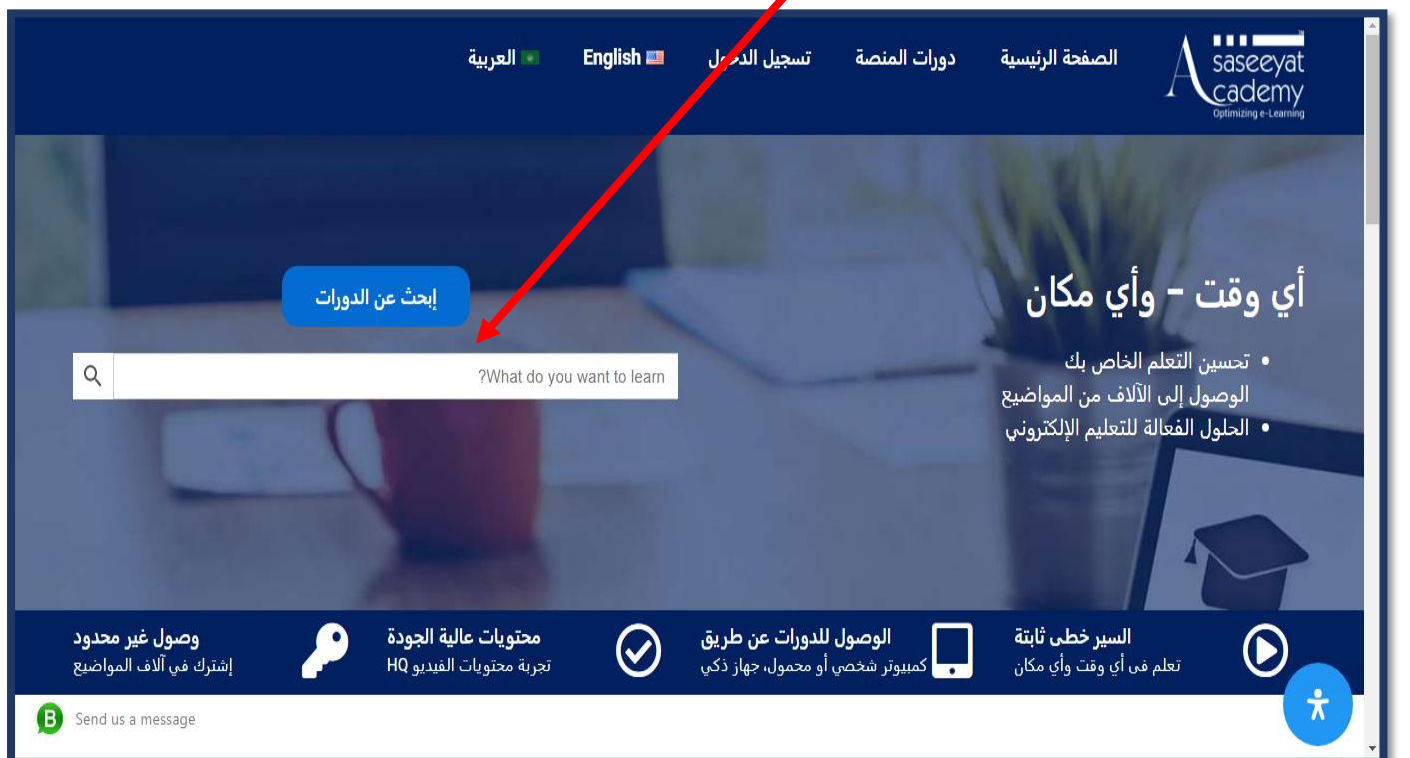 saseeyat
cademy
Optimizing e-Learning
الصفحة الرئيسية
دورات المنصة
تسجيل الدخول
English
العربية
أي وقت – وأي مكان
تحسين التعلم الخاص بك
الوصول إلى الآلاف من المواضيع
الحلول الفعالة للتعليم الإلكتروني
إبحث عن الدورات
?What do you want to learn
السير خطى ثابتة
تعلم فى أي وقت وأي مكان
الوصول للدورات عن طريق
كمبيوتر شخصي أو محمول، جهاز ذكي
محتويات عالية الجودة
تجربة محتويات الفيديو HQ
وصول غير محدود
إشترك في آلاف المواضيع
B Send us a message